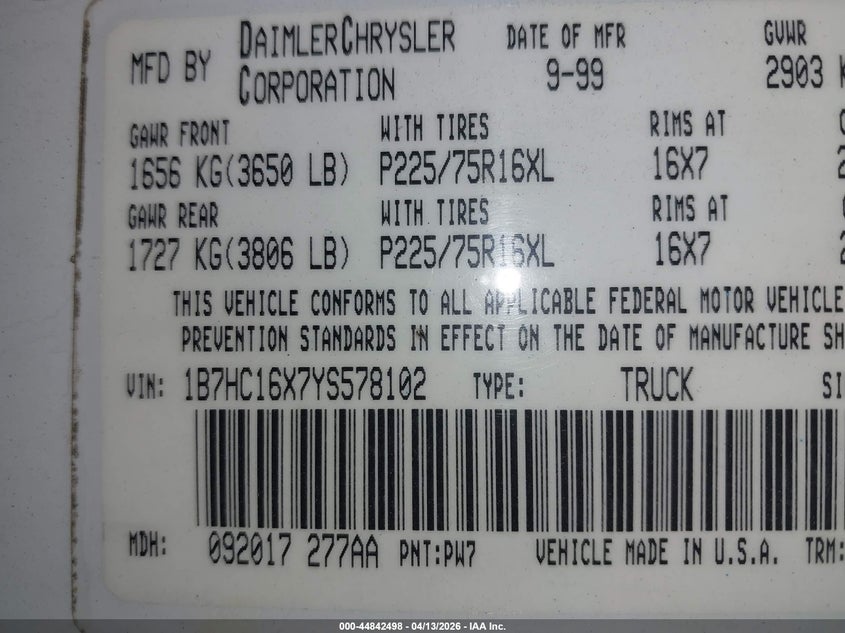 MFD BY DAIMLERCHRYSLER CORPORATION DATE OF MFR 9-99 GVWR 2903 K
GAWR FRONT WITH TIRES RIMS AT
1656 KG(3650 LB) P225/75R16XL 16X7
GAWR REAR WITH TIRES RIMS AT
1727 KG(3806 LB) P225/75R16XL 16X7
THIS VEHICLE CONFORMS TO ALL APPLICABLE FEDERAL MOTOR VEHICLE
PREVENTION STANDARDS IN EFFECT ON THE DATE OF MANUFACTURE SH
VIN: 1B7HC16X7YS578102 TYPE: TRUCK SI
MDH: 092017 277AA PNT:PW7 VEHICLE MADE IN U.S.A. TRM:
000-44842498 - 04/13/2026 - IAA Inc.